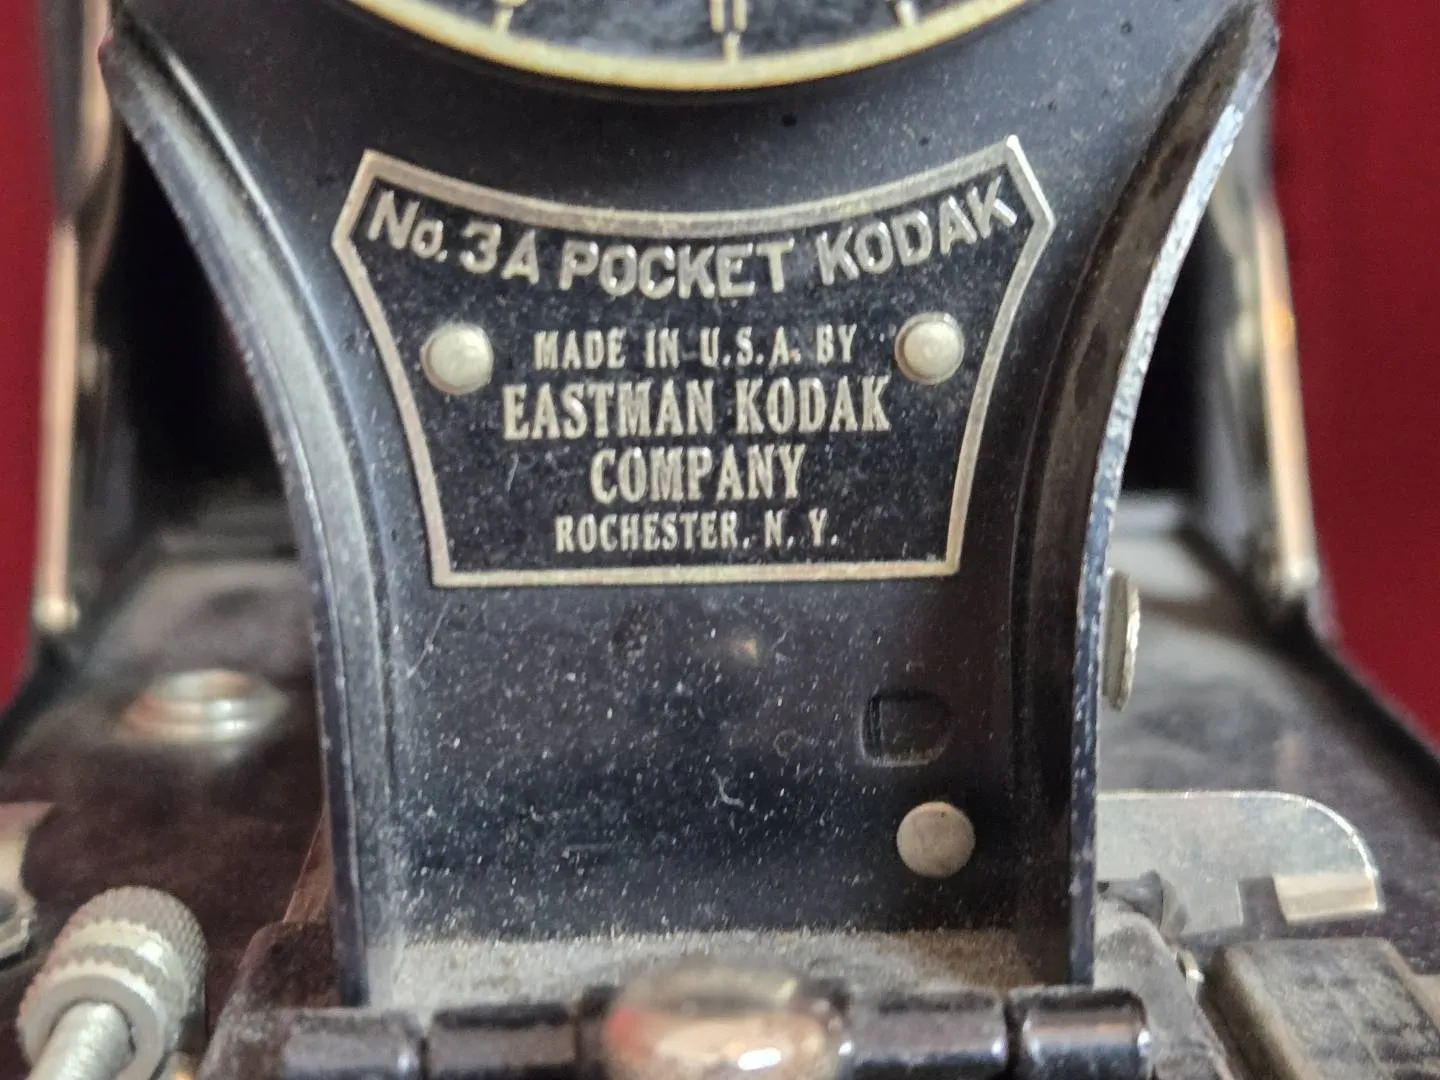 No. 3A POCKET KODAK
MADE IN U.S.A. BY
EASTMAN KODAK
COMPANY
ROCHESTER, N. Y.